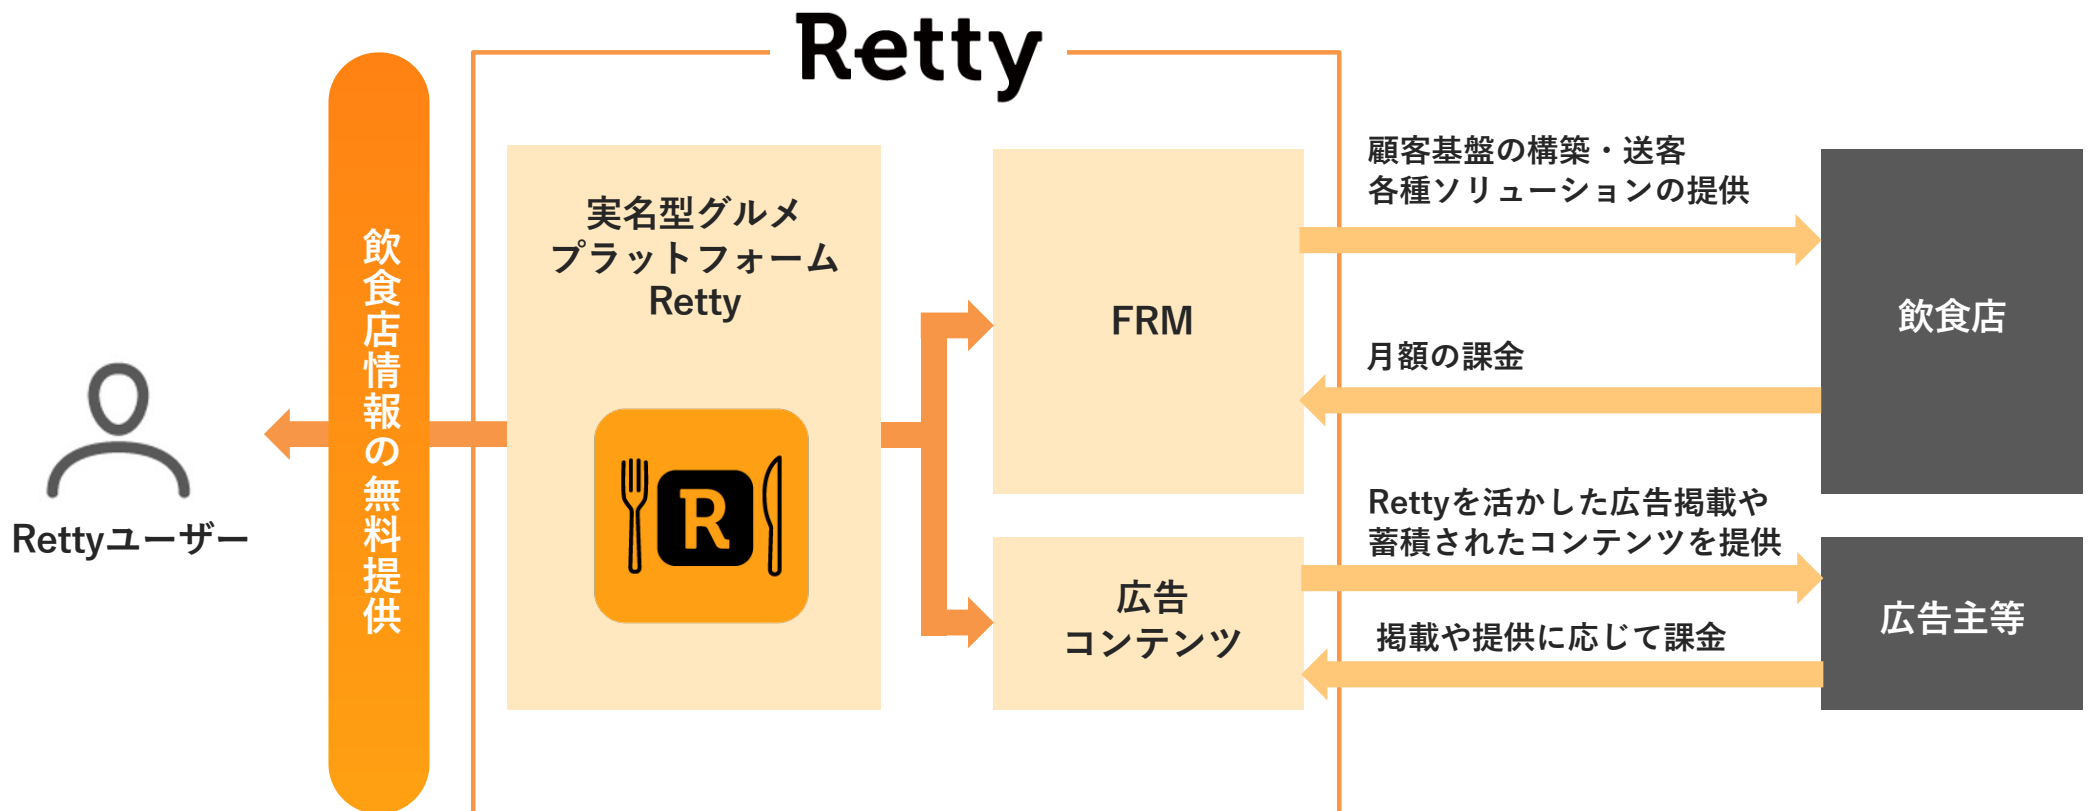 Retty
飲食店情報の無料提供
Rettyユーザー
実名型グルメ
プラットフォーム
Retty
R
FRM
広告
コンテンツ
顧客基盤の構築・送客
各種ソリューションの提供
月額の課金
Rettyを活かした広告掲載や
蓄積されたコンテンツを提供
掲載や提供に応じて課金
飲食店
広告主等